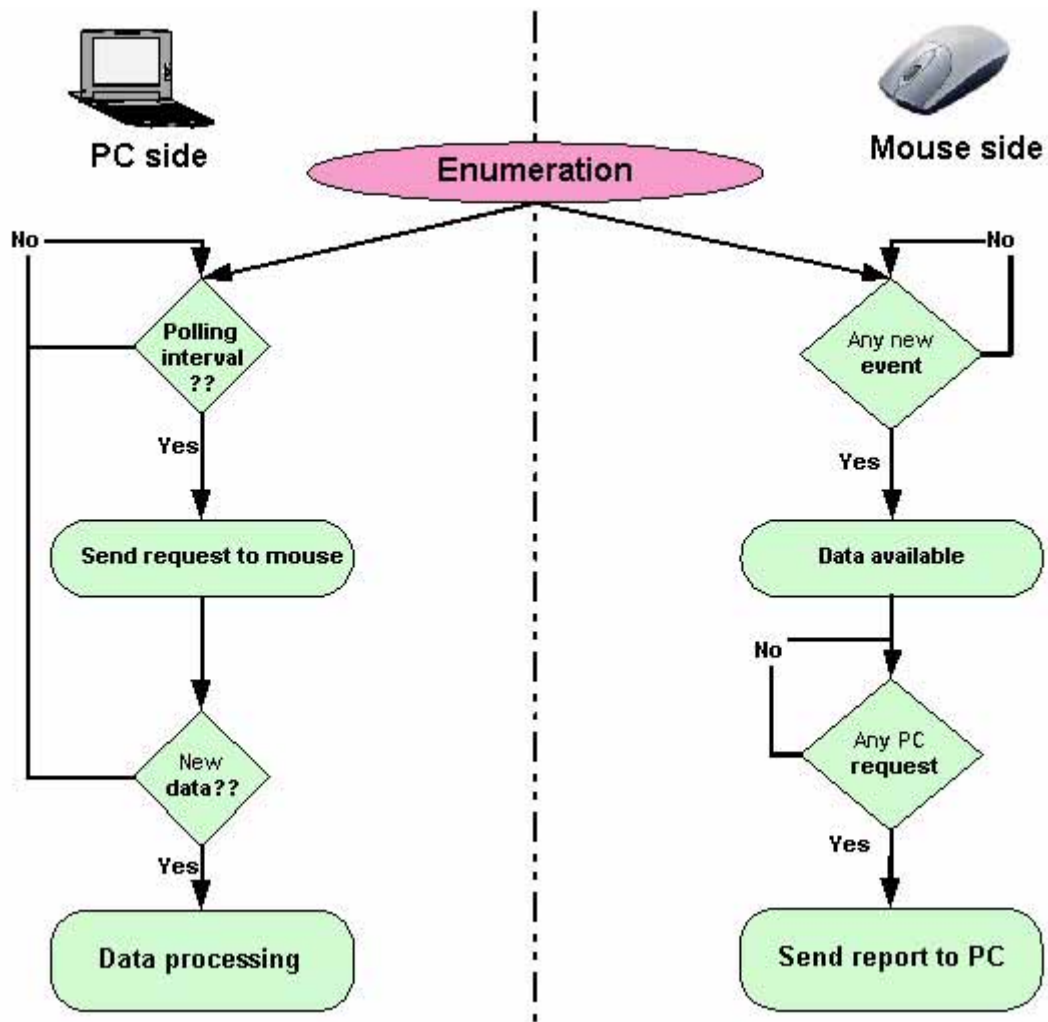 PC side
Mouse side
Enumeration
No
Polling
interval
??
Yes
Send request to mouse
New
data??
Yes
Data processing
No
Any new
event
Yes
Data available
No
Any PC
request
Yes
Send report to PC